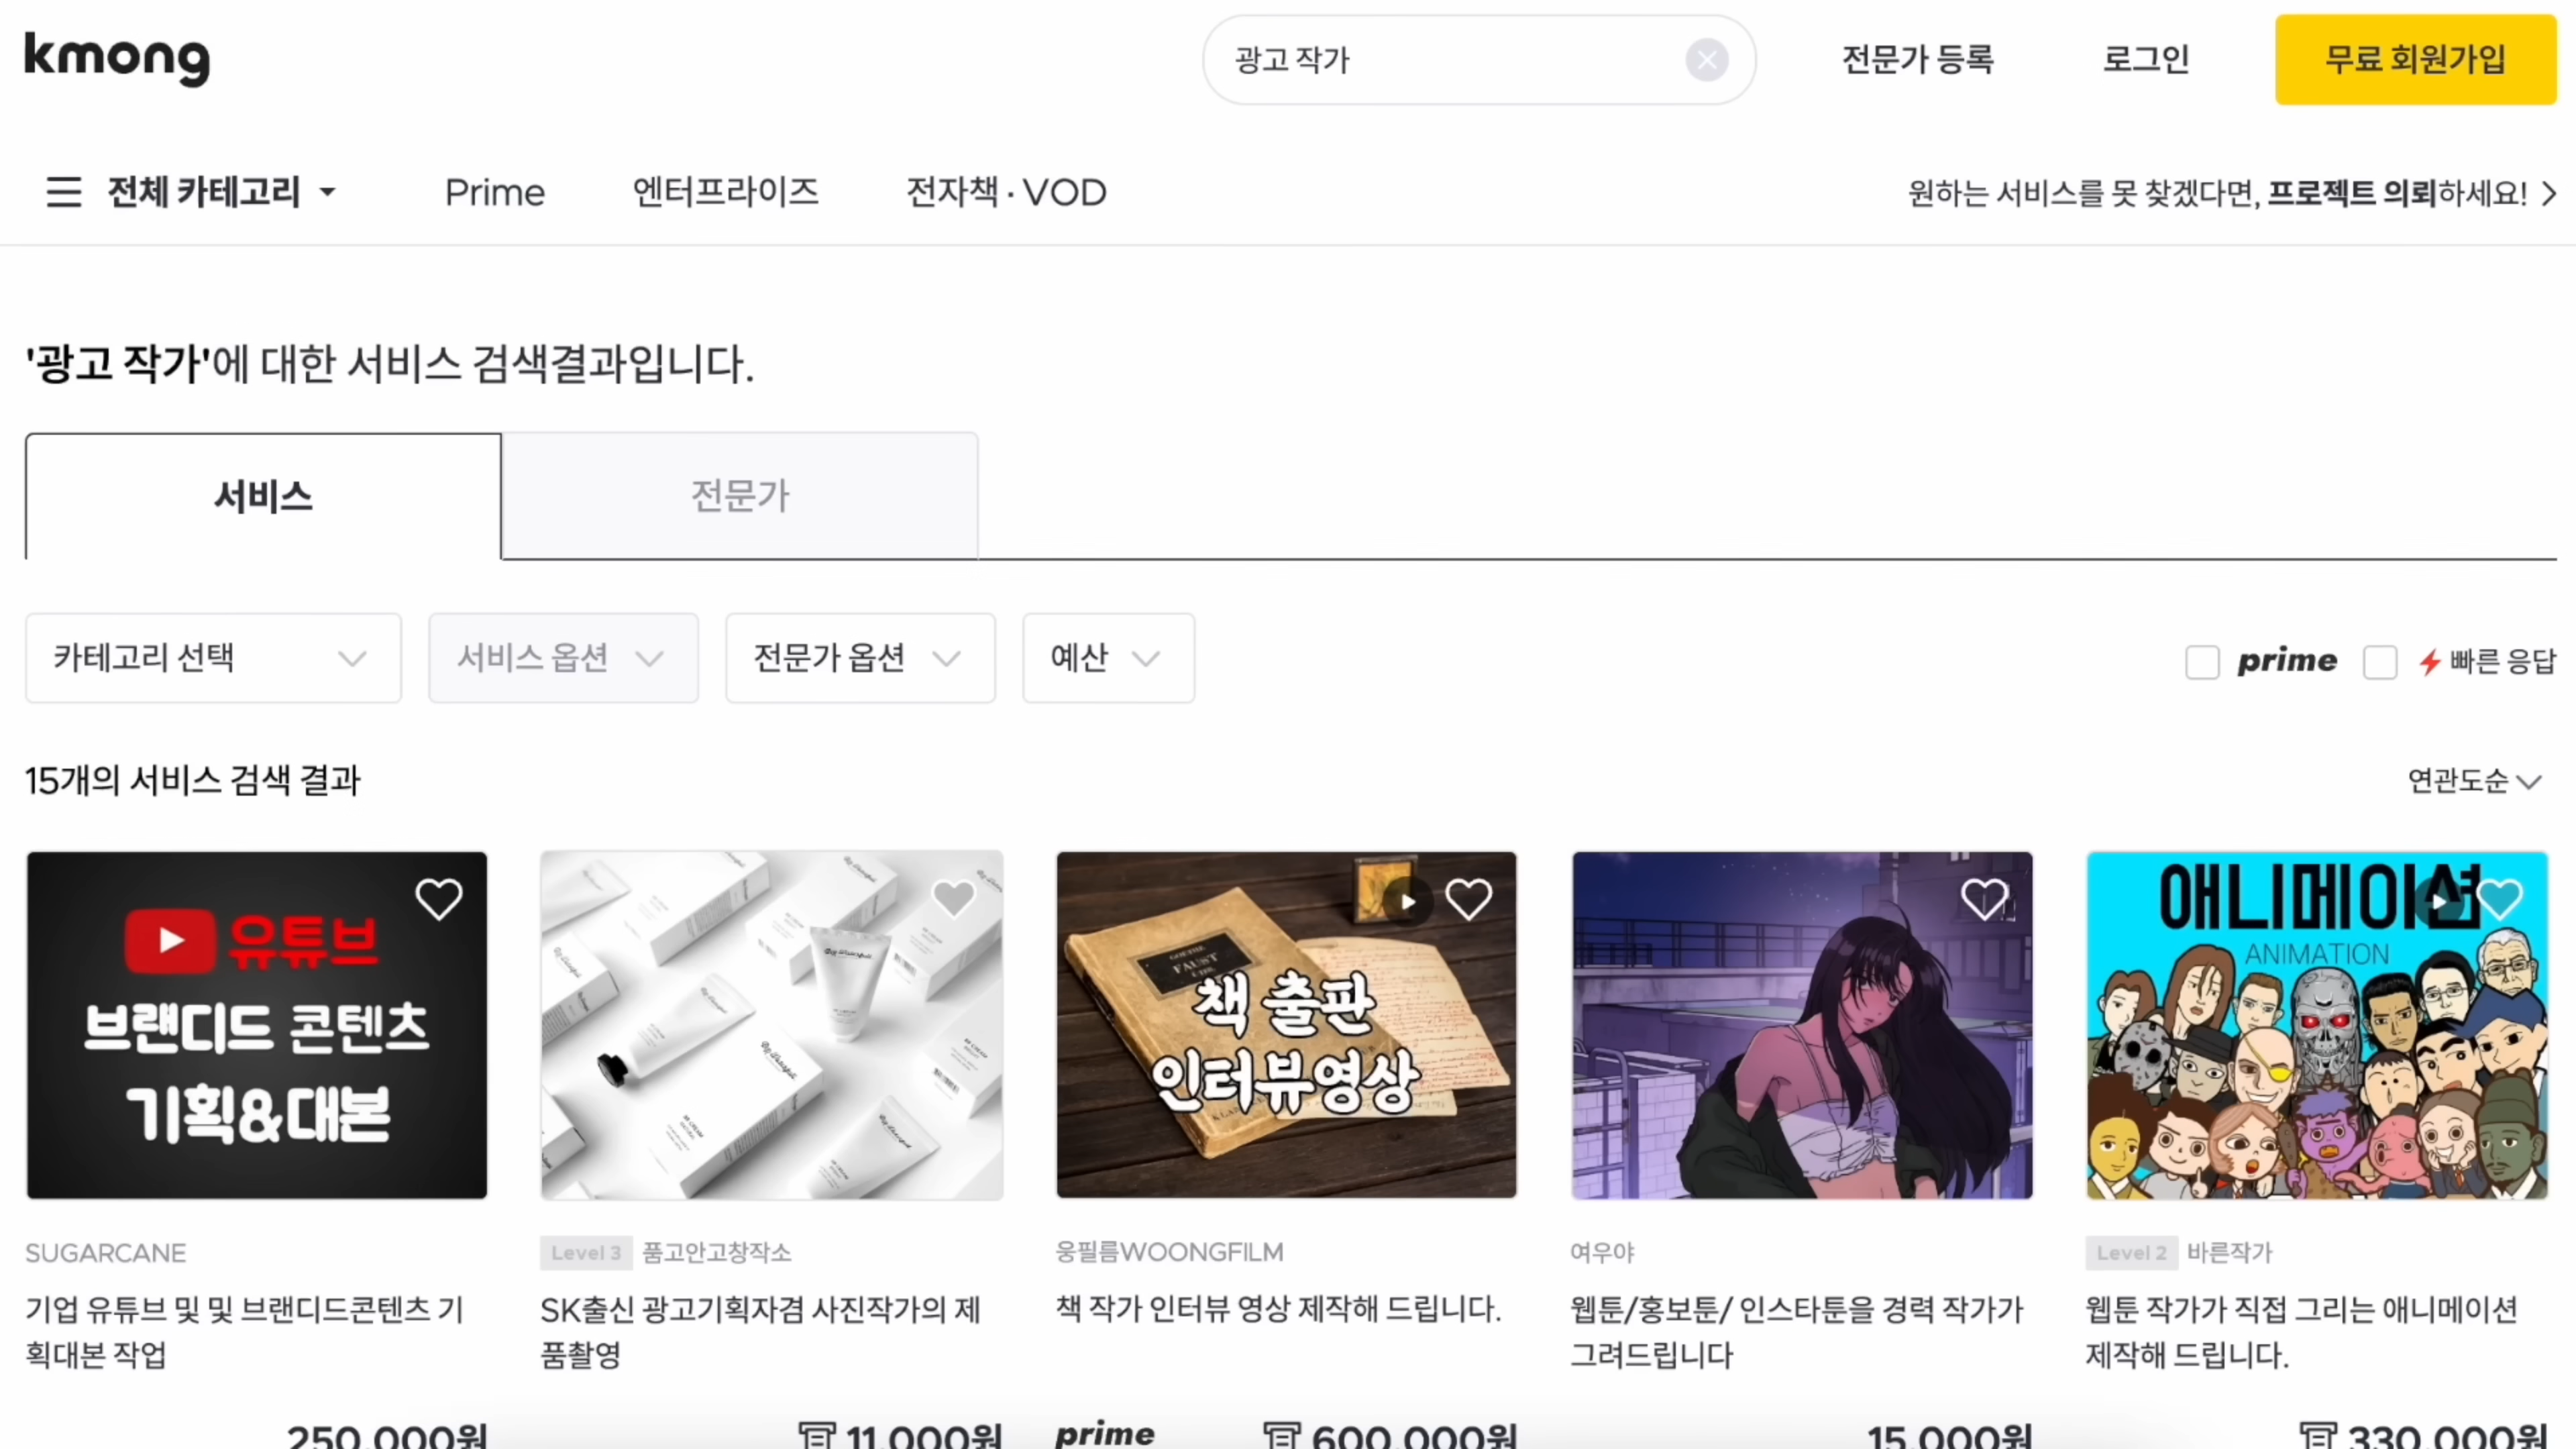 kmong
광고 작가
전문가 등록
로그인
무료 회원가입
전체 카테고리
Prime
엔터프라이즈
전자책 · VOD
원하는 서비스를 못 찾겠다면, 프로젝트 의뢰하세요!
'광고 작가'에 대한 서비스 검색결과입니다.
서비스
전문가
카테고리 선택
서비스 옵션
전문가 옵션
예산
prime
빠른 응답
15개의 서비스 검색 결과
연관도순
유튜브
브랜디드 콘텐츠
기획&대본
FAUST
책 출판
인터뷰영상
애니메이션
ANIMATION
SUGARCANE
기업 유튜브 및 및 브랜디드콘텐츠 기
획대본 작업
250,000원
Level 3 품고안고창작소
SK출신 광고기획자겸 사진작가의 제
품촬영
11,000원
웅필름WOONGFILM
책 작가 인터뷰 영상 제작해 드립니다.
prime
600,000원
여우야
웹툰/홍보툰/ 인스타툰을 경력 작가가
그려드립니다
15,000원
Level 2 바른작가
웹툰 작가가 직접 그리는 애니메이션
제작해 드립니다.
330,000원